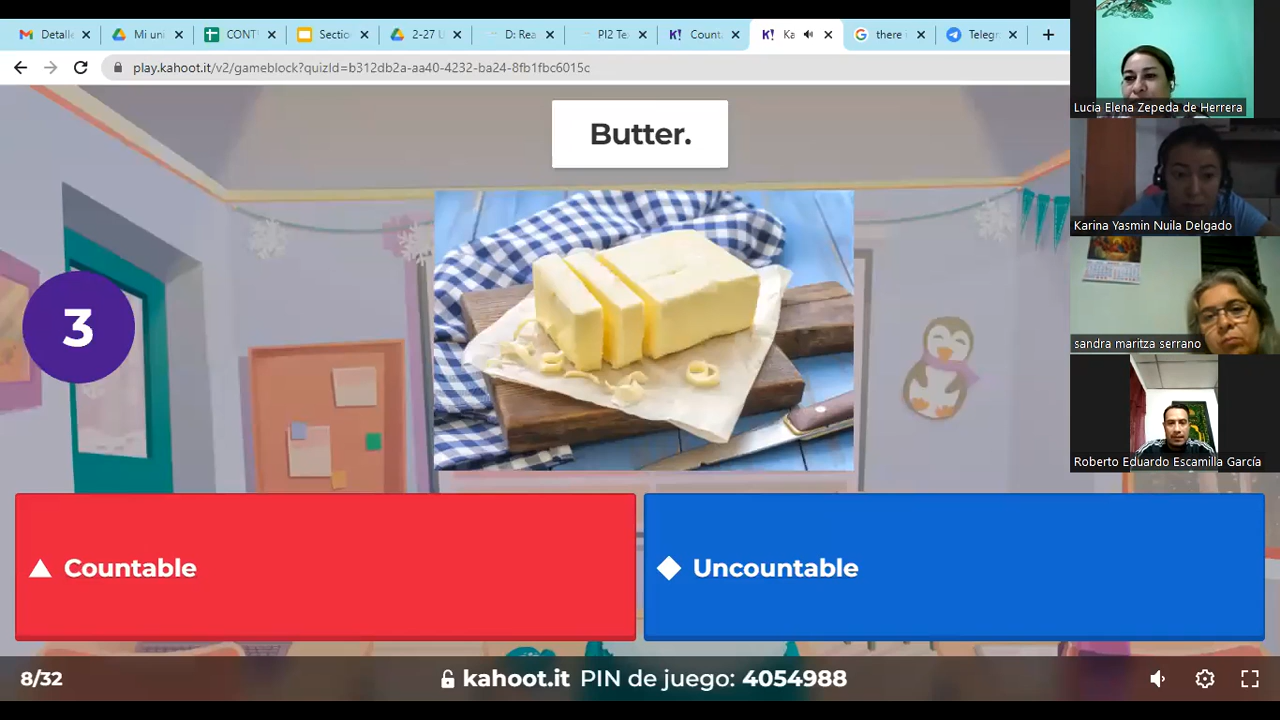 Detalle
Mi uni
CONT
Sectio
2-27 U
D: Rea
PI2 Te
Count
Ka
there i
Telegr
play.kahoot.it/v2/gameblock?quizId=b312db2a-aa40-4232-ba24-8fb1fbc6015c
Butter.
3
Countable
Uncountable
8/32
kahoot.it PIN de juego: 4054988
Lucia Elena Zepeda de Herrera
Karina Yasmin Nuila Delgado
sandra maritza serrano
Roberto Eduardo Escamilla García